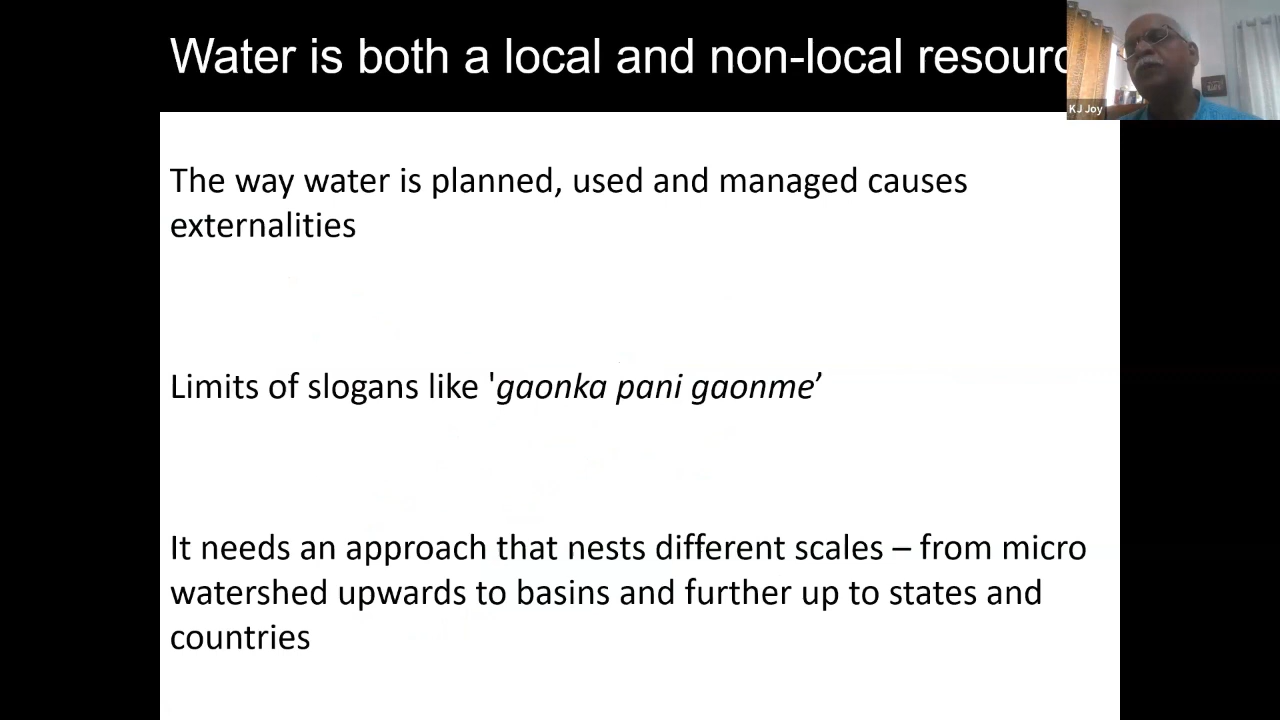 Water is both a local and non-local resourc
KJ Joy
The way water is planned, used and managed causes
externalities
Limits of slogans like 'gaonka pani gaonme’
It needs an approach that nests different scales – from micro
watershed upwards to basins and further up to states and
countries